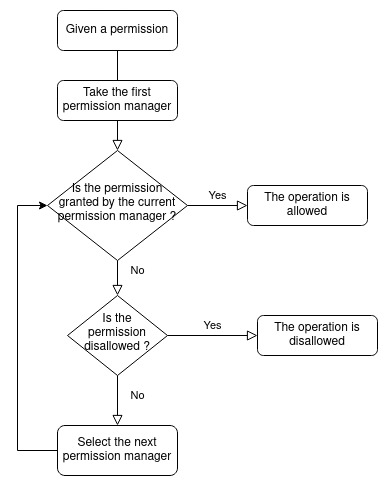 Given a permission
Take the first
permission manager
Is the permission
granted by the current
permission manager ?
Yes
The operation is
allowed
No
Is the
permission
disallowed ?
Yes
The operation is
disallowed
No
Select the next
permission manager